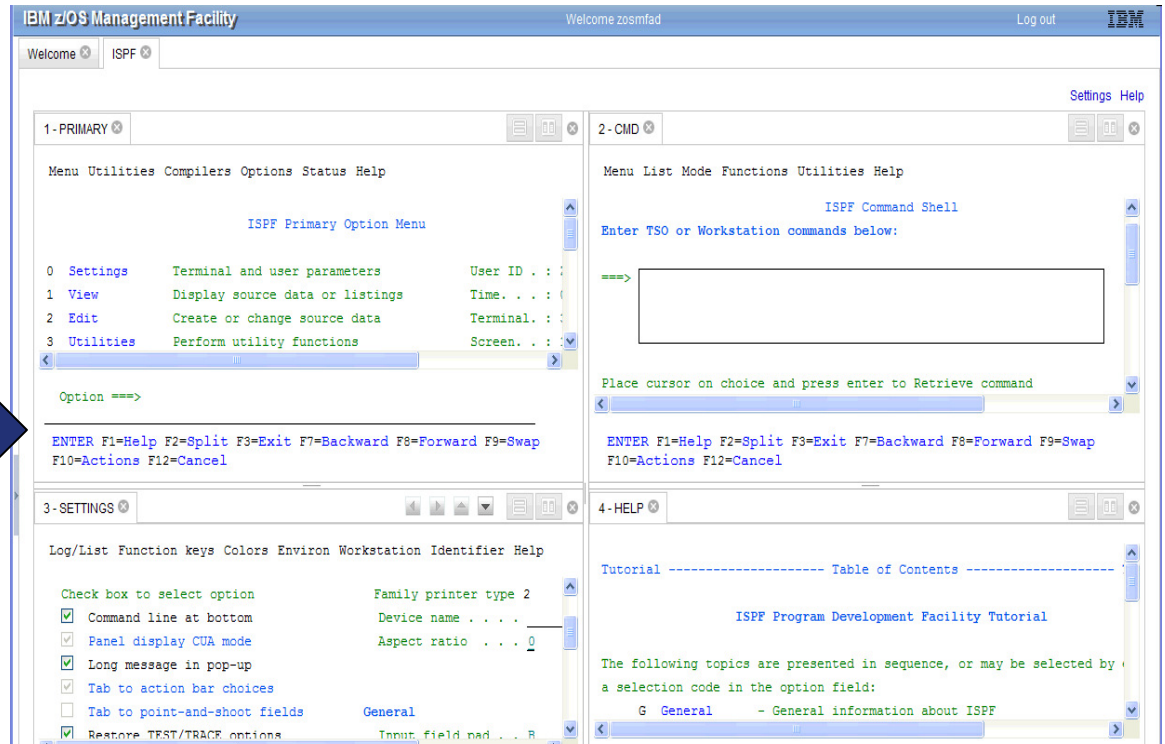 IBM z/OS Management Facility Welcome zosmfad Log out IBM
Welcome ISPF
Settings Help
1 - PRIMARY
Menu Utilities Compilers Options Status Help
ISPF Primary Option Menu
0 Settings Terminal and user parameters User ID . :
1 View Display source data or listings Time. . . :
2 Edit Create or change source data Terminal. :
3 Utilities Perform utility functions Screen. . :
Option ===>
ENTER F1=Help F2=Split F3=Exit F7=Backward F8=Forward F9=Swap
F10=Actions F12=Cancel
2 - CMD
Menu List Mode Functions Utilities Help
ISPF Command Shell
Enter TSO or Workstation commands below:
===>
Place cursor on choice and press enter to Retrieve command
ENTER F1=Help F2=Split F3=Exit F7=Backward F8=Forward F9=Swap
F10=Actions F12=Cancel
3 - SETTINGS
Log/List Function keys Colors Environ Workstation Identifier Help
Check box to select option Family printer type 2
Command line at bottom Device name . . . .
Panel display CUA mode Aspect ratio . . . 0
Long message in pop-up
Tab to action bar choices
Tab to point-and-shoot fields General
Restore TEST/TRACE options Input field pad . . B
4 - HELP
Tutorial --------------------- Table of Contents --------------------
ISPF Program Development Facility Tutorial
The following topics are presented in sequence, or may be selected by
a selection code in the option field:
G General - General information about ISPF